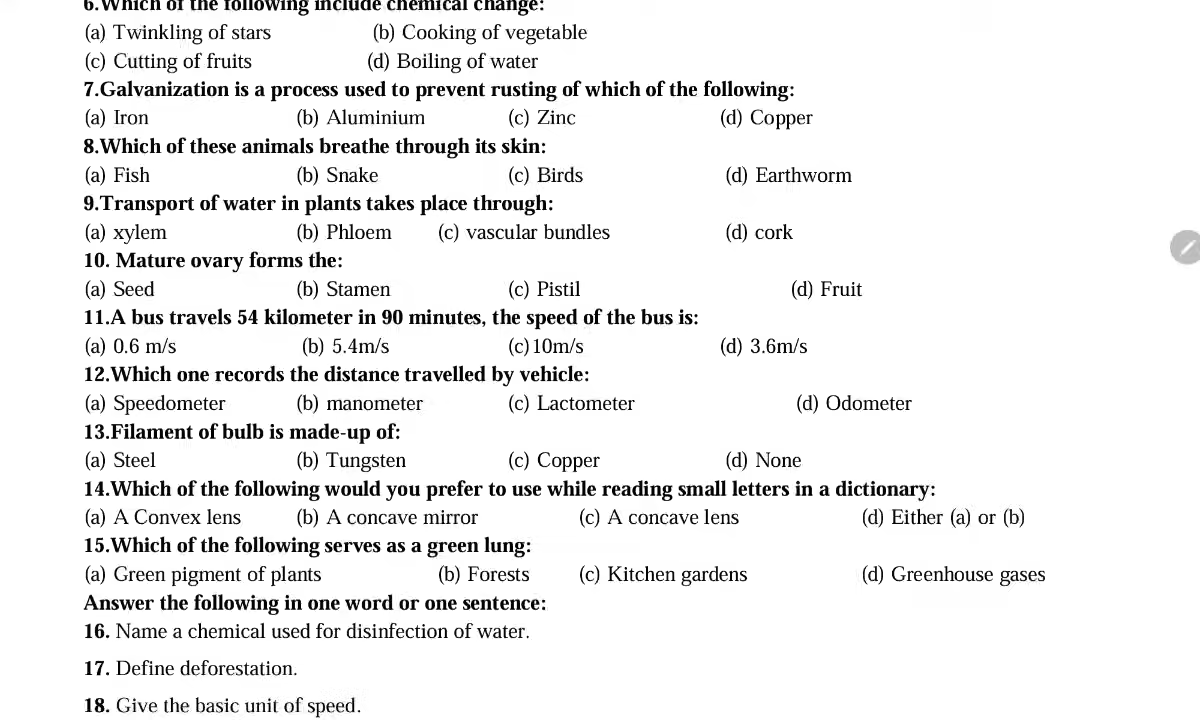 6.Which of the following include chemical change:
(a) Twinkling of stars (b) Cooking of vegetable
(c) Cutting of fruits (d) Boiling of water
7.Galvanization is a process used to prevent rusting of which of the following:
(a) Iron (b) Aluminium (c) Zinc (d) Copper
8.Which of these animals breathe through its skin:
(a) Fish (b) Snake (c) Birds (d) Earthworm
9.Transport of water in plants takes place through:
(a) xylem (b) Phloem (c) vascular bundles (d) cork
10. Mature ovary forms the:
(a) Seed (b) Stamen (c) Pistil (d) Fruit
11.A bus travels 54 kilometer in 90 minutes, the speed of the bus is:
(a) 0.6 m/s (b) 5.4m/s (c)10m/s (d) 3.6m/s
12.Which one records the distance travelled by vehicle:
(a) Speedometer (b) manometer (c) Lactometer (d) Odometer
13.Filament of bulb is made-up of:
(a) Steel (b) Tungsten (c) Copper (d) None
14.Which of the following would you prefer to use while reading small letters in a dictionary:
(a) A Convex lens (b) A concave mirror (c) A concave lens (d) Either (a) or (b)
15.Which of the following serves as a green lung:
(a) Green pigment of plants (b) Forests (c) Kitchen gardens (d) Greenhouse gases
Answer the following in one word or one sentence:
16. Name a chemical used for disinfection of water.
17. Define deforestation.
18. Give the basic unit of speed.